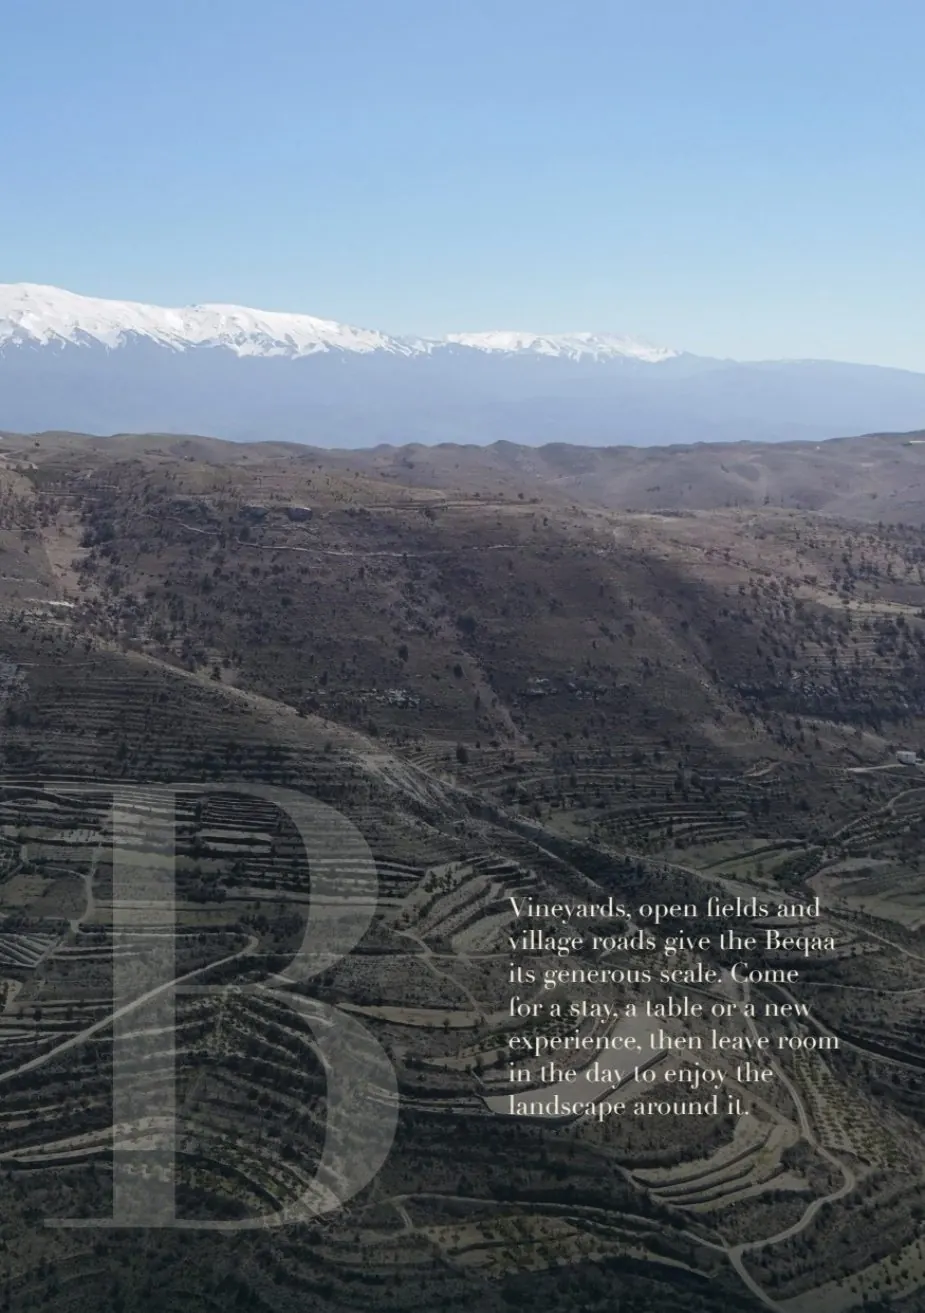 B
Vineyards, open fields and
village roads give the Beqaa
its generous scale. Come
for a stay, a table or a new
experience, then leave room
in the day to enjoy the
landscape around it.